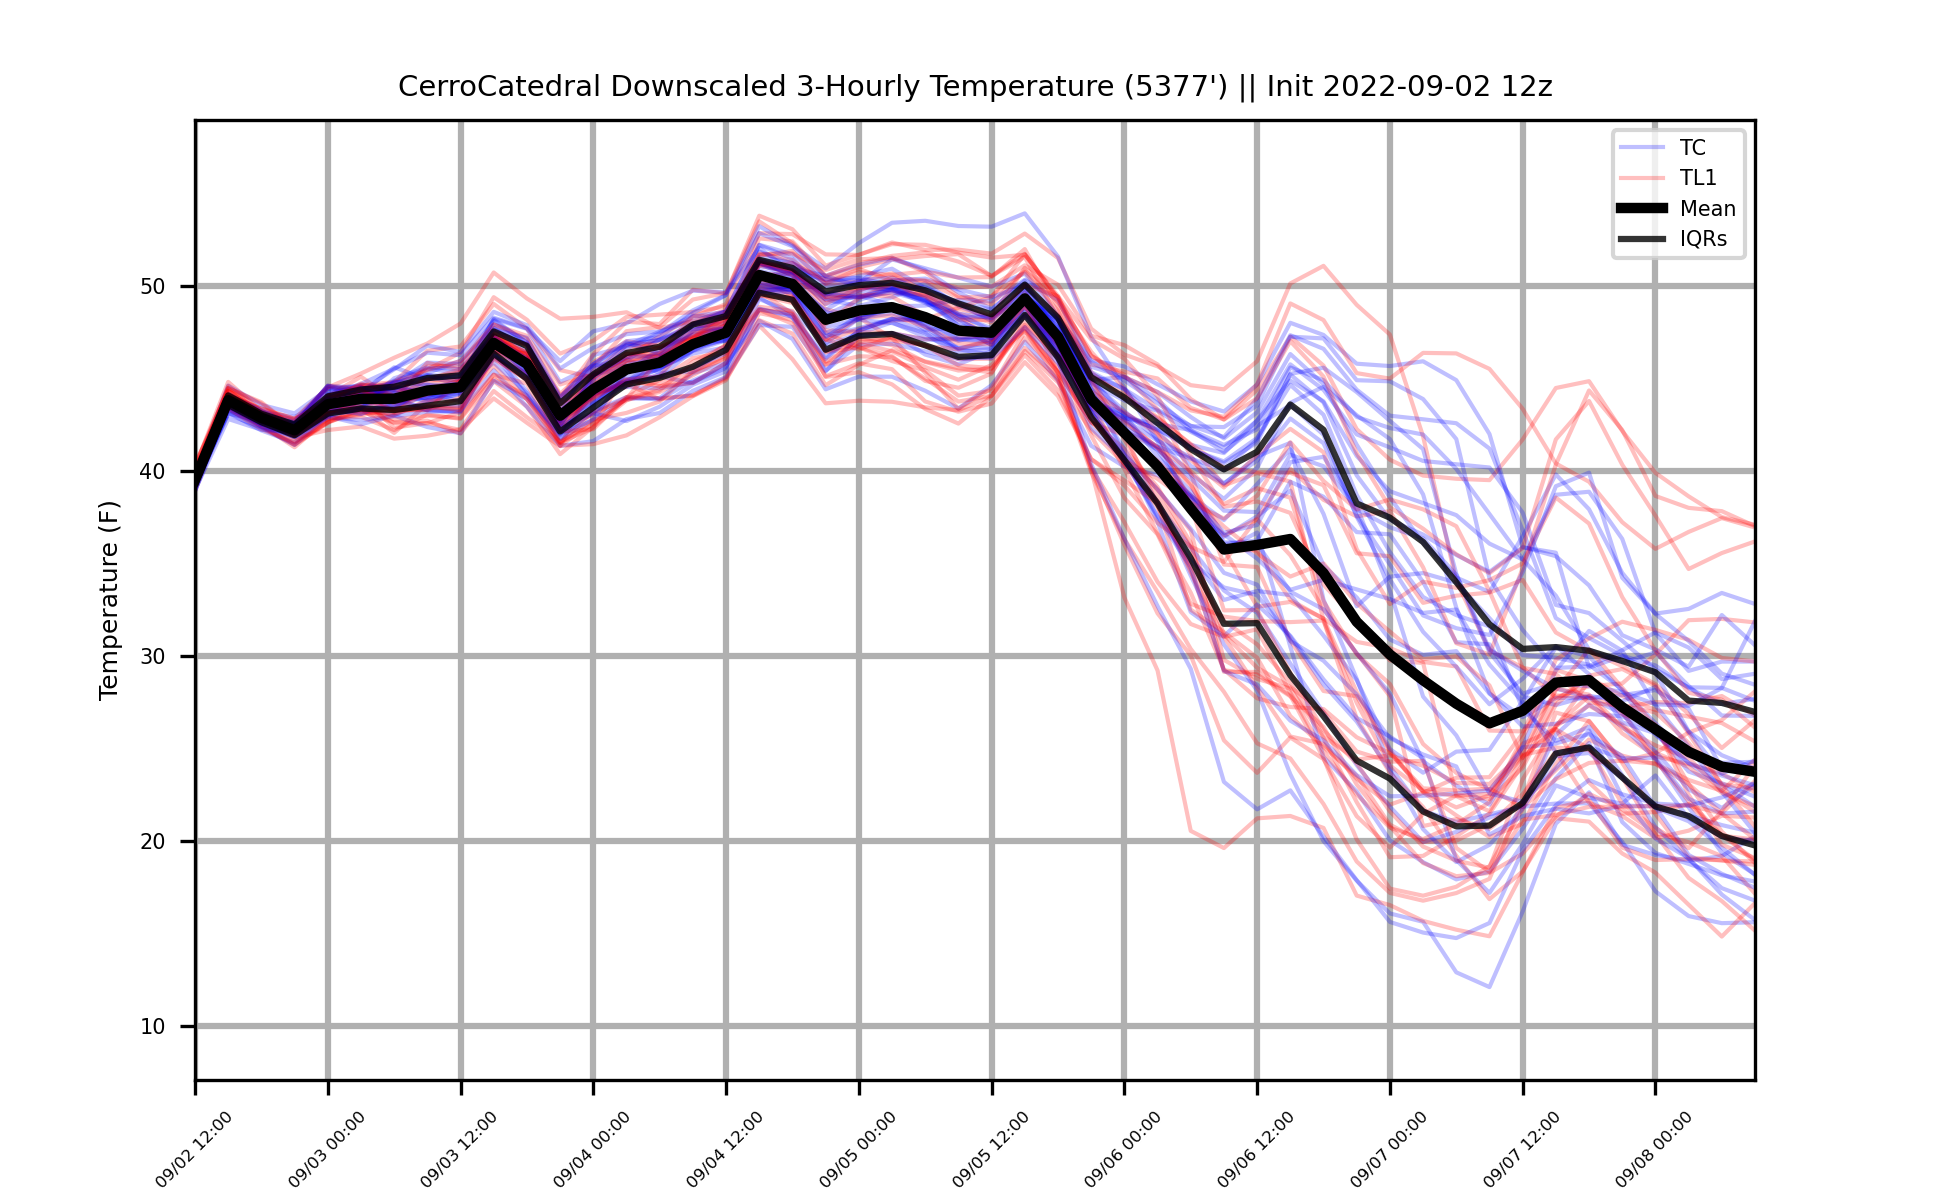 CerroCatedral Downscaled 3-Hourly Temperature (5377') || Init 2022-09-02 12z
TC
TL1
Mean
IQRs
Temperature (F)
50
40
30
20
10
09/02 12:00
09/03 00:00
09/03 12:00
09/04 00:00
09/04 12:00
09/05 00:00
09/05 12:00
09/06 00:00
09/06 12:00
09/07 00:00
09/07 12:00
09/08 00:00